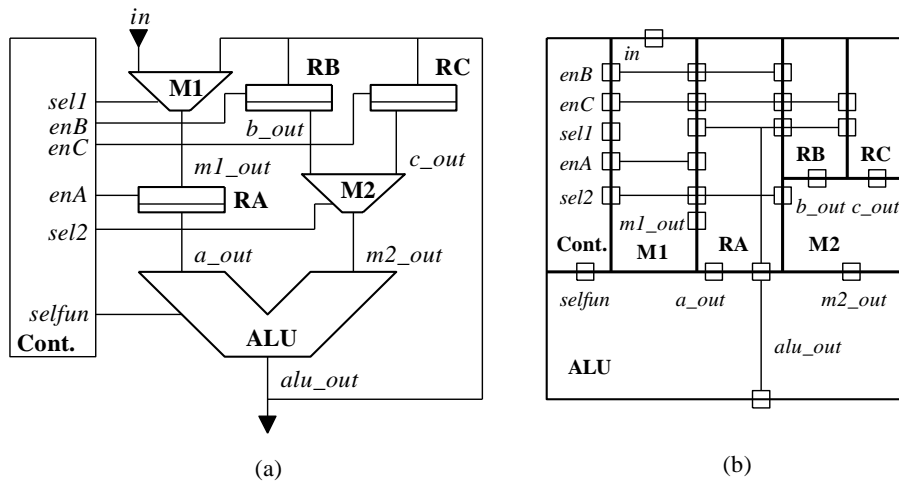 in
M1
RB
RC
sel1
enB
enC
b_out
c_out
m1_out
M2
enA
RA
sel2
a_out
m2_out
selfun
ALU
Cont.
alu_out
(a)
in
enB
enC
sel1
enA
RB
RC
sel2
b_out
c_out
m1_out
Cont.
M1
RA
M2
selfun
a_out
m2_out
alu_out
ALU
(b)